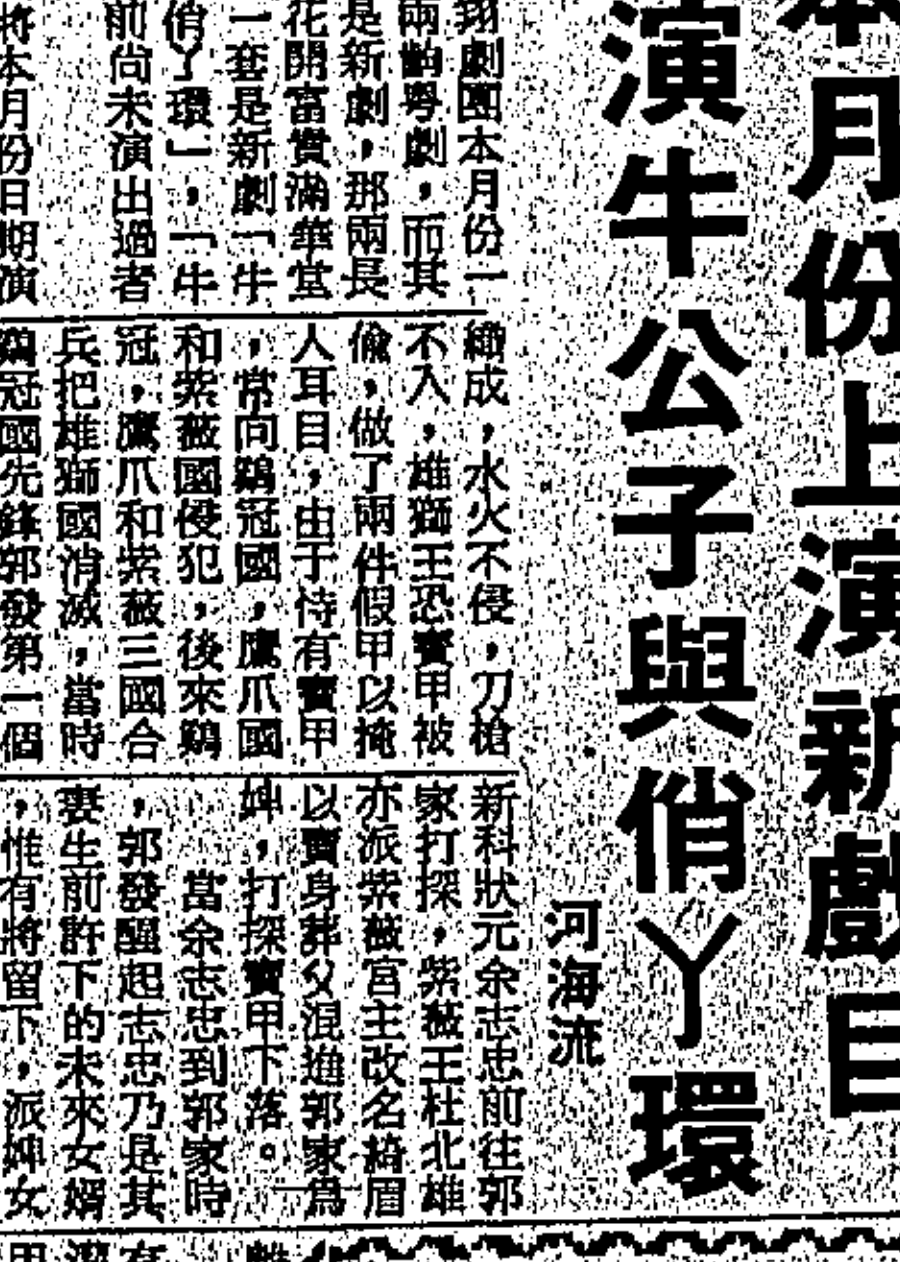 本月份上演新戲目
演牛公子與俏丫環
河海流
翔劇團本月份一
兩齣粵劇，而其
是新劇，那兩長
花開富貴滿華堂
一套是新劇「牛
俏丫環」，「牛
前尚未演出過者
將本月份日期演
緻成，水火不侵，刀槍
不入，雄獅王恐寶甲被
偸，做了兩件假甲以掩
人耳目，由于恃有寶甲
，常向鷄冠國，鷹爪國
和紫薇國侵犯，後來鷄
冠，鷹爪和紫薇三國合
兵把雄獅國消滅，當時
鷄冠國先鋒郭發第一個
新科狀元余志忠前往郭
家打探，紫薇王杜北雄
亦派紫薇宮主改名綺眉
以賣身葬父混進郭家爲
婢，打探寶甲下落。
當余志忠到郭家時
，郭發醒起志忠乃是其
妻生前許下的未來女婿
，惟有將留下，派婢女